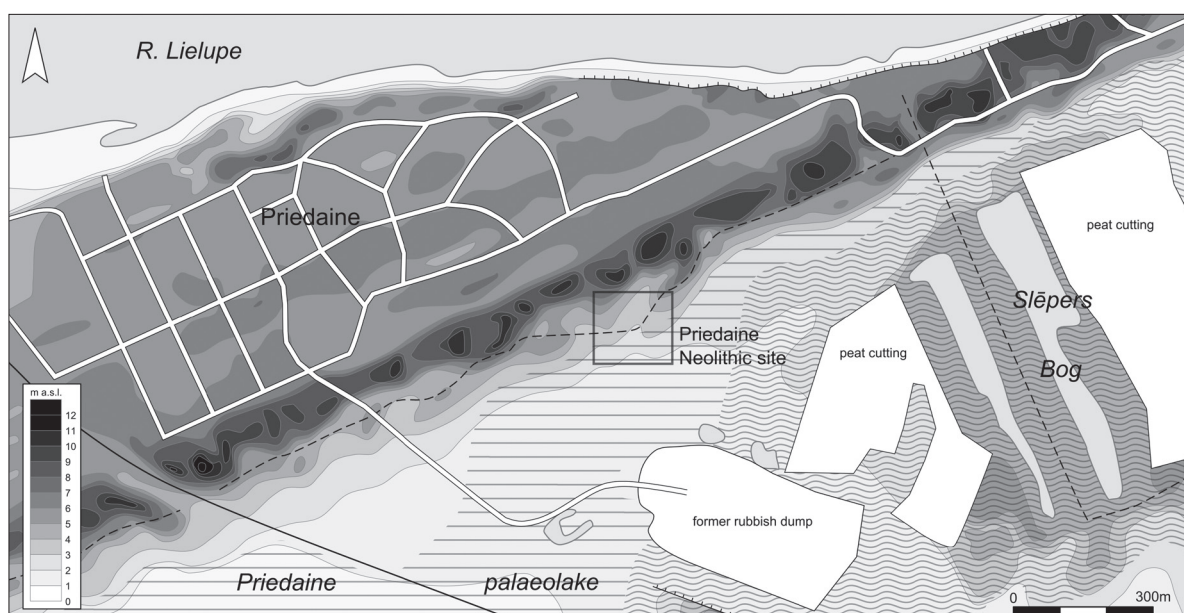 R. Lielupe
Priedaine
peat cutting
Slēpers
Bog
Priedaine
Neolithic site
peat cutting
m a.s.l.
12
11
10
9
8
7
6
5
4
3
2
1
0
former rubbish dump
Priedaine palaeolake
0 300m